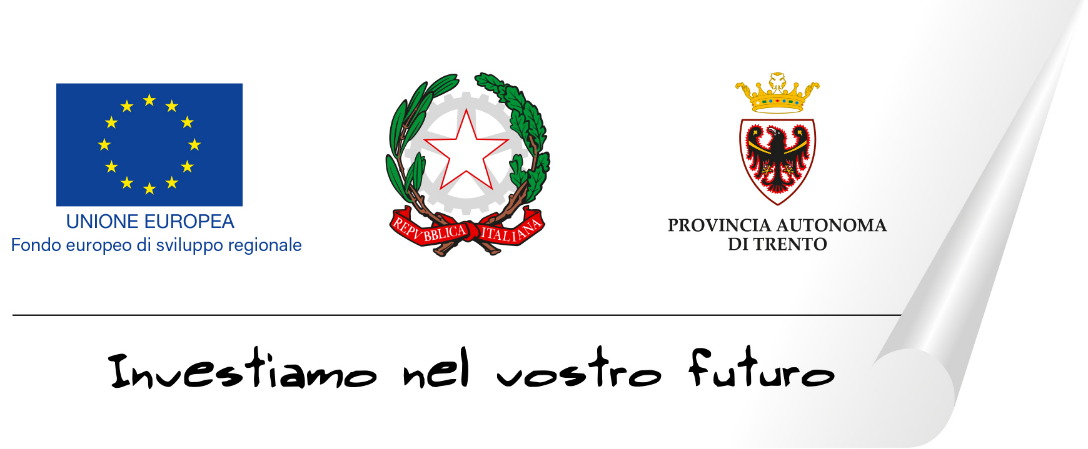 UNIONE EUROPEA
Fondo europeo di sviluppo regionale
REPVBBLICA ITALIANA
PROVINCIA AUTONOMA
DI TRENTO
Investiamo nel vostro futuro